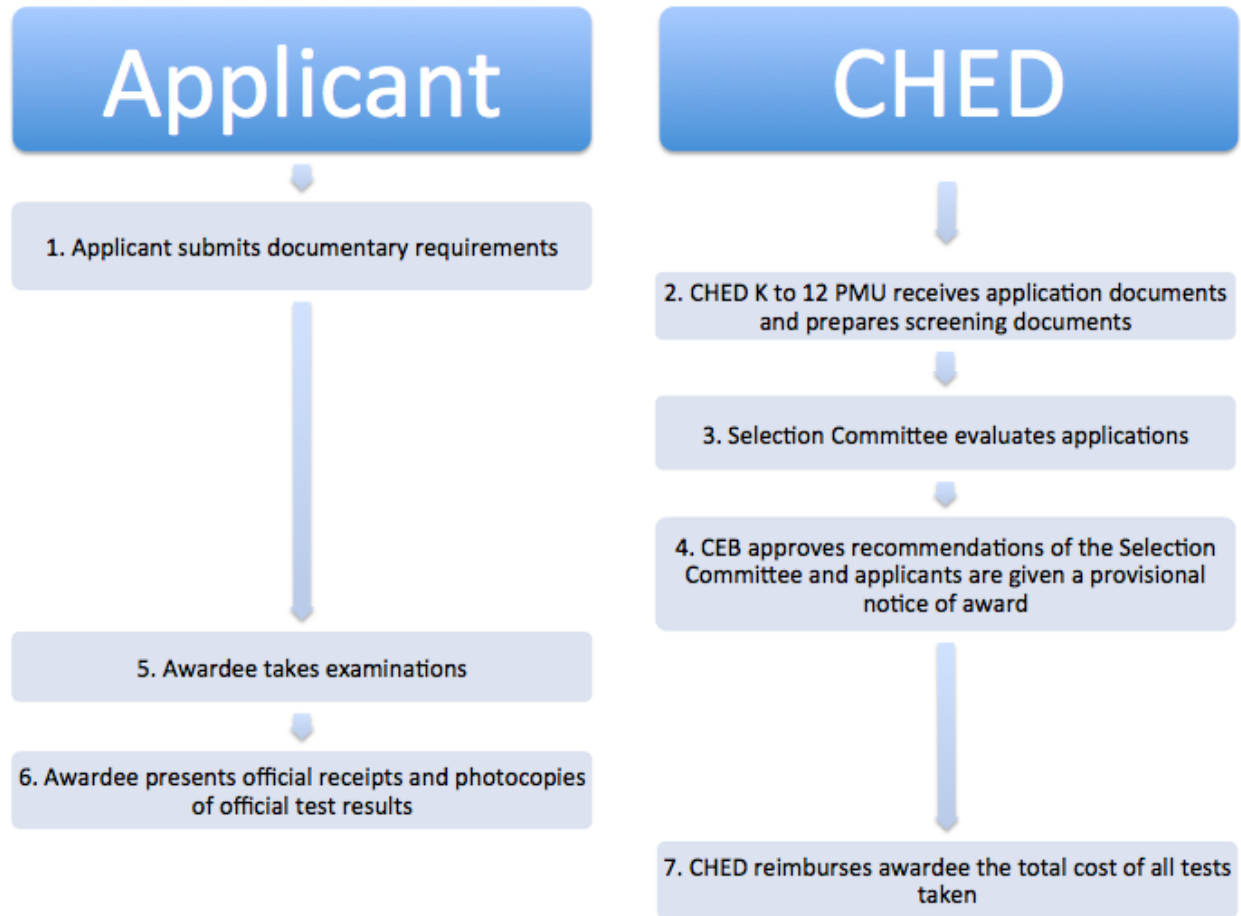 Applicant
1. Applicant submits documentary requirements
5. Awardee takes examinations
6. Awardee presents official receipts and photocopies
of official test results
CHED
2. CHED K to 12 PMU receives application documents
and prepares screening documents
3. Selection Committee evaluates applications
4. CEB approves recommendations of the Selection
Committee and applicants are given a provisional
notice of award
7. CHED reimburses awardee the total cost of all tests
taken